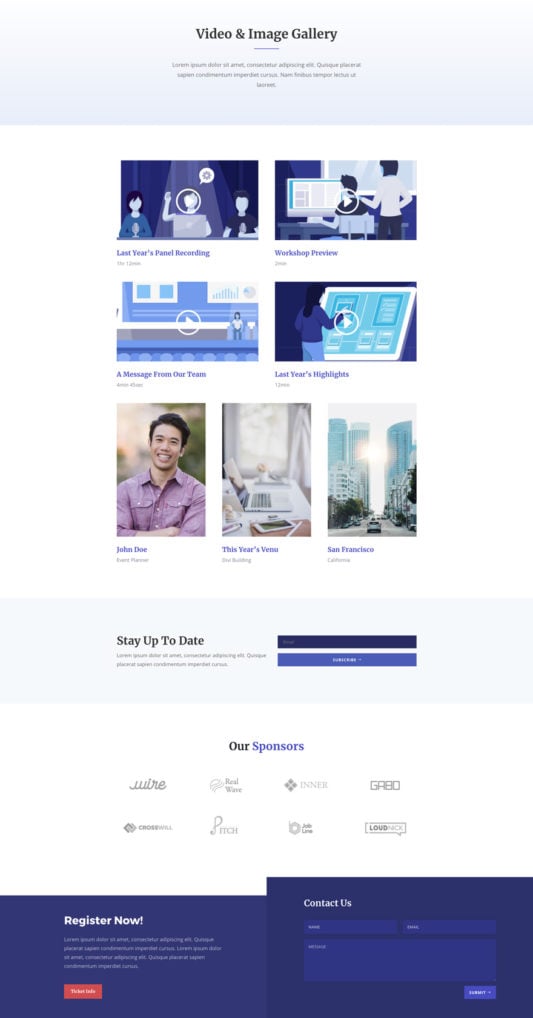 Video & Image Gallery
Lorem ipsum dolor sit amet, consectetur adipiscing elit. Quisque placerat
sapien condimentum imperdiet cursus. Nam finibus tempor lectus ut
laoreet.
Last Year's Panel Recording
1hr 12min
Workshop Preview
2min
A Message From Our Team
4min 45sec
Last Year's Highlights
12min
John Doe
Event Planner
This Year's Venu
Divi Building
San Francisco
California
Stay Up To Date
Lorem ipsum dolor sit amet, consectetur adipiscing elit. Quisque
placerat sapien condimentum imperdiet cursus.
Email
SUBSCRIBE
Our Sponsors
wire
Real
Wave
INNER
GABO
CROSSWILL
PITCH
Job
Line
LOUDNICK
Contact Us
NAME
EMAIL
MESSAGE
SUBMIT
Register Now!
Lorem ipsum dolor sit amet, consectetur adipiscing elit. Quisque
placerat sapien condimentum imperdiet cursus. Lorem ipsum dolor
sit amet, consectetur adipiscing elit. Quisque placerat sapien
condimentum imperdiet cursus.
Ticket Info